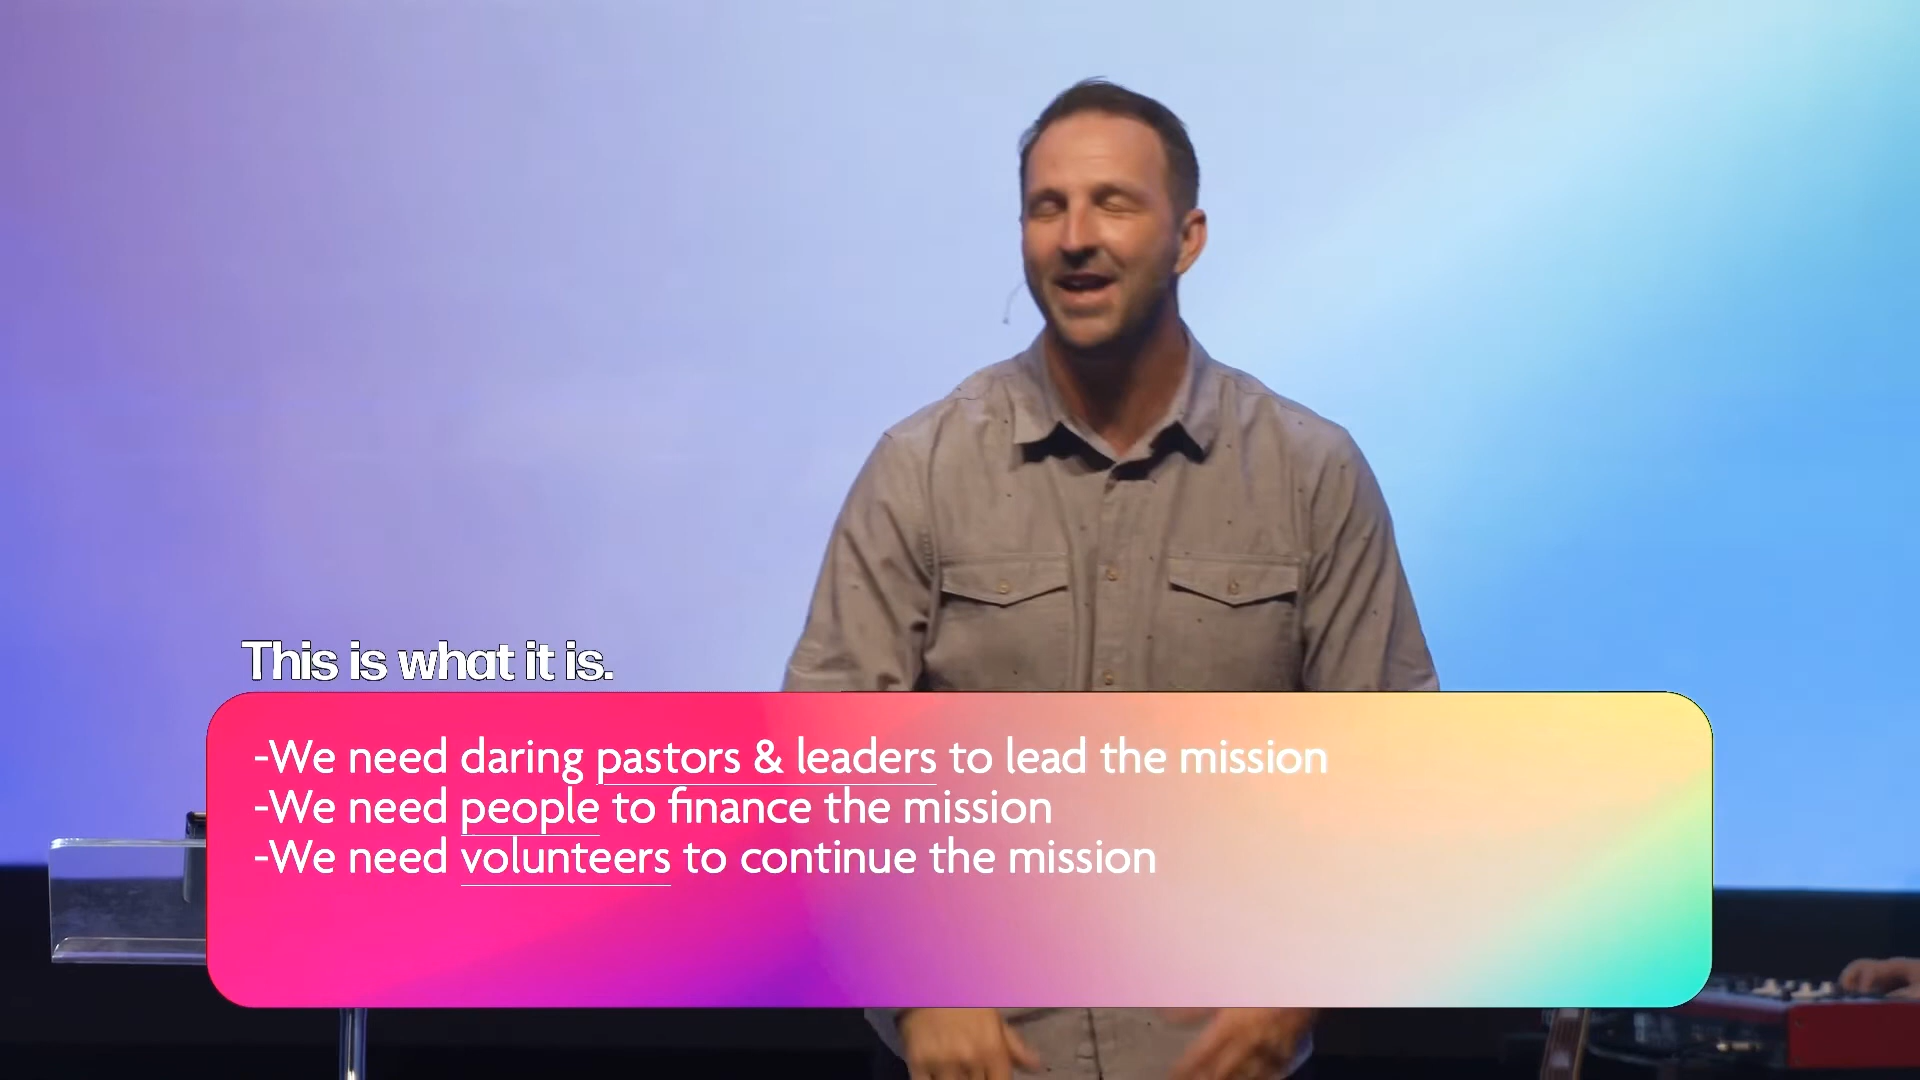 This is what it is.
-We need daring pastors & leaders to lead the mission
-We need people to finance the mission
-We need volunteers to continue the mission